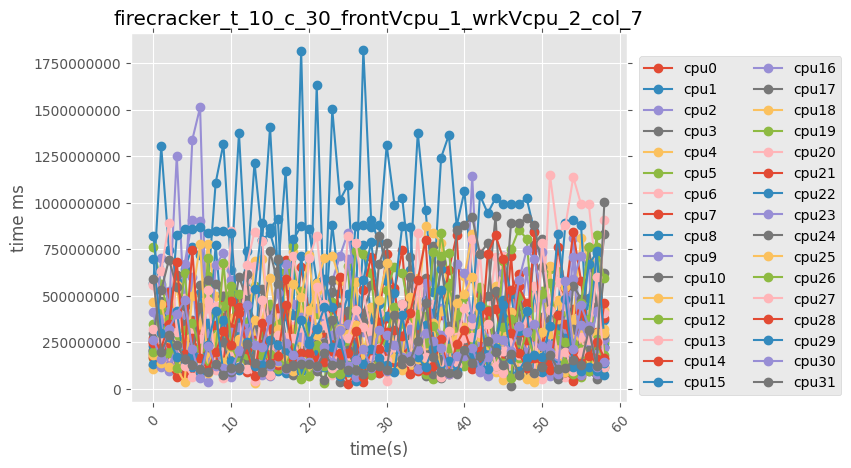 firecracker_t_10_c_30_frontVcpu_1_wrkVcpu_2_col_7
time ms
1750000000
1500000000
1250000000
1000000000
750000000
500000000
250000000
0
0 10 20 30 40 50 60
time(s)
cpu0 cpu16
cpu1 cpu17
cpu2 cpu18
cpu3 cpu19
cpu4 cpu20
cpu5 cpu21
cpu6 cpu22
cpu7 cpu23
cpu8 cpu24
cpu9 cpu25
cpu10 cpu26
cpu11 cpu27
cpu12 cpu28
cpu13 cpu29
cpu14 cpu30
cpu15 cpu31